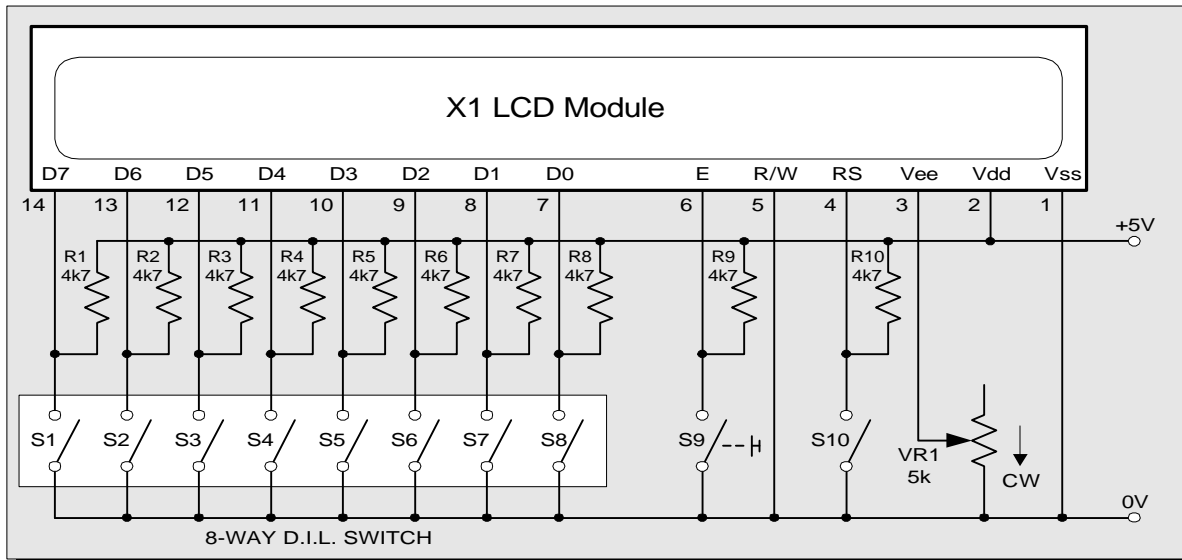 X1 LCD Module
D7 D6 D5 D4 D3 D2 D1 D0 E R/W RS Vee Vdd Vss
14 13 12 11 10 9 8 7 6 5 4 3 2 1
+5V
R1 R2 R3 R4 R5 R6 R7 R8 R9 R10
4k7 4k7 4k7 4k7 4k7 4k7 4k7 4k7 4k7 4k7
S1 S2 S3 S4 S5 S6 S7 S8 S9 S10
VR1
5k
CW
0V
8-WAY D.I.L. SWITCH